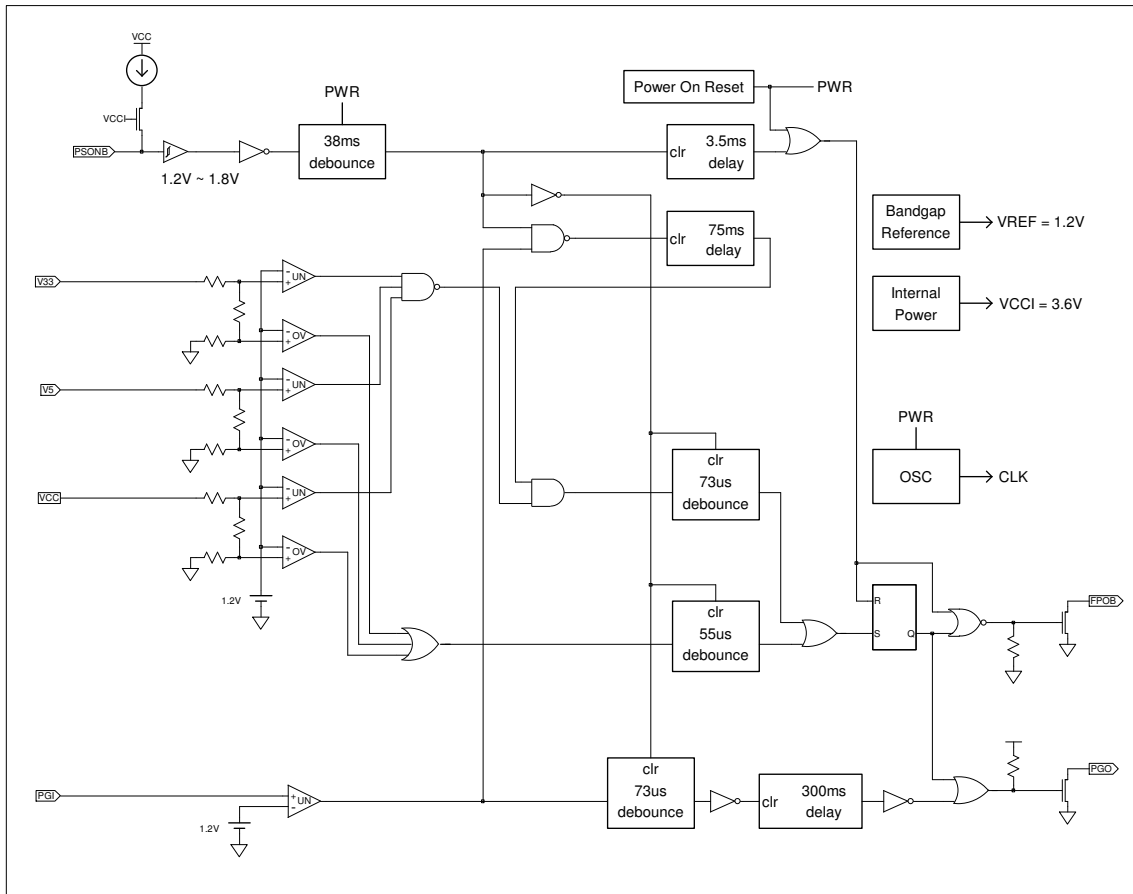 VCC
VCCI
PSONB
1.2V ~ 1.8V
PWR
38ms
debounce
Power On Reset
PWR
clr
3.5ms
delay
clr
75ms
delay
Bandgap
Reference
VREF = 1.2V
Internal
Power
VCCI = 3.6V
PWR
OSC
CLK
V33
- UN
+
- OV
+
V5
- UN
+
- OV
+
VCC
- UN
+
- OV
+
1.2V
clr
73us
debounce
clr
55us
debounce
R
S
Q
FPOB
PGI
+ UN
-
1.2V
clr
73us
debounce
clr
300ms
delay
PGO